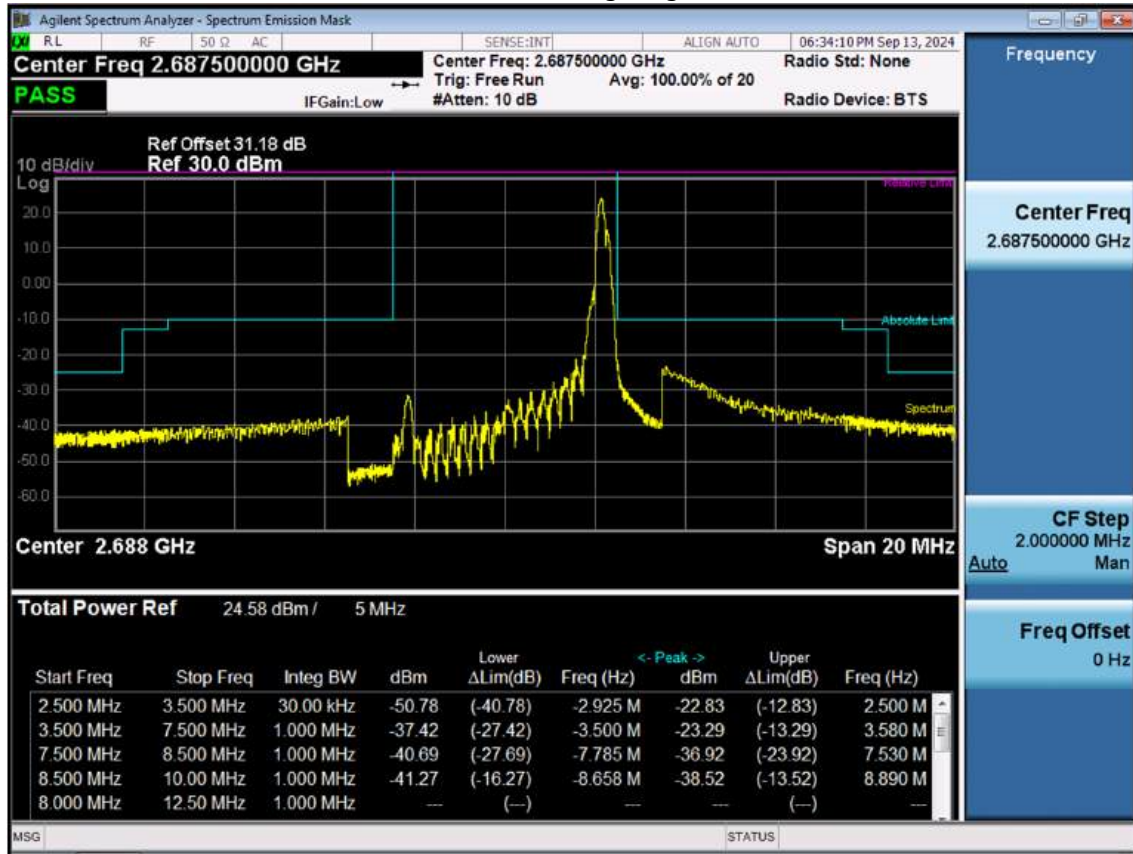 Agilent Spectrum Analyzer - Spectrum Emission Mask
RL RF 50 Ω AC SENSE:INT ALIGN AUTO 06:34:10 PM Sep 13, 2024
Center Freq 2.687500000 GHz
Center Freq: 2.687500000 GHz
Radio Std: None
Trig: Free Run Avg: 100.00% of 20
PASS
IFGain:Low
#Atten: 10 dB
Radio Device: BTS
Ref Offset 31.18 dB
10 dB/div Ref 30.0 dBm
Log
Relative Limit
20.0
10.0
0.00
-10.0
Absolute Limit
-20.0
-30.0
Spectrum
-40.0
-50.0
-60.0
Center 2.688 GHz Span 20 MHz
Total Power Ref 24.58 dBm / 5 MHz
Lower <- Peak -> Upper
Start Freq Stop Freq Integ BW dBm ΔLim(dB) Freq (Hz) dBm ΔLim(dB) Freq (Hz)
2.500 MHz 3.500 MHz 30.00 kHz -50.78 (-40.78) -2.925 M -22.83 (-12.83) 2.500 M
3.500 MHz 7.500 MHz 1.000 MHz -37.42 (-27.42) -3.500 M -23.29 (-13.29) 3.580 M
7.500 MHz 8.500 MHz 1.000 MHz -40.69 (-27.69) -7.785 M -36.92 (-23.92) 7.530 M
8.500 MHz 10.00 MHz 1.000 MHz -41.27 (-16.27) -8.658 M -38.52 (-13.52) 8.890 M
8.000 MHz 12.50 MHz 1.000 MHz --- (---) --- --- (---) ---
MSG STATUS
Frequency
Center Freq
2.687500000 GHz
CF Step
2.000000 MHz
Auto Man
Freq Offset
0 Hz